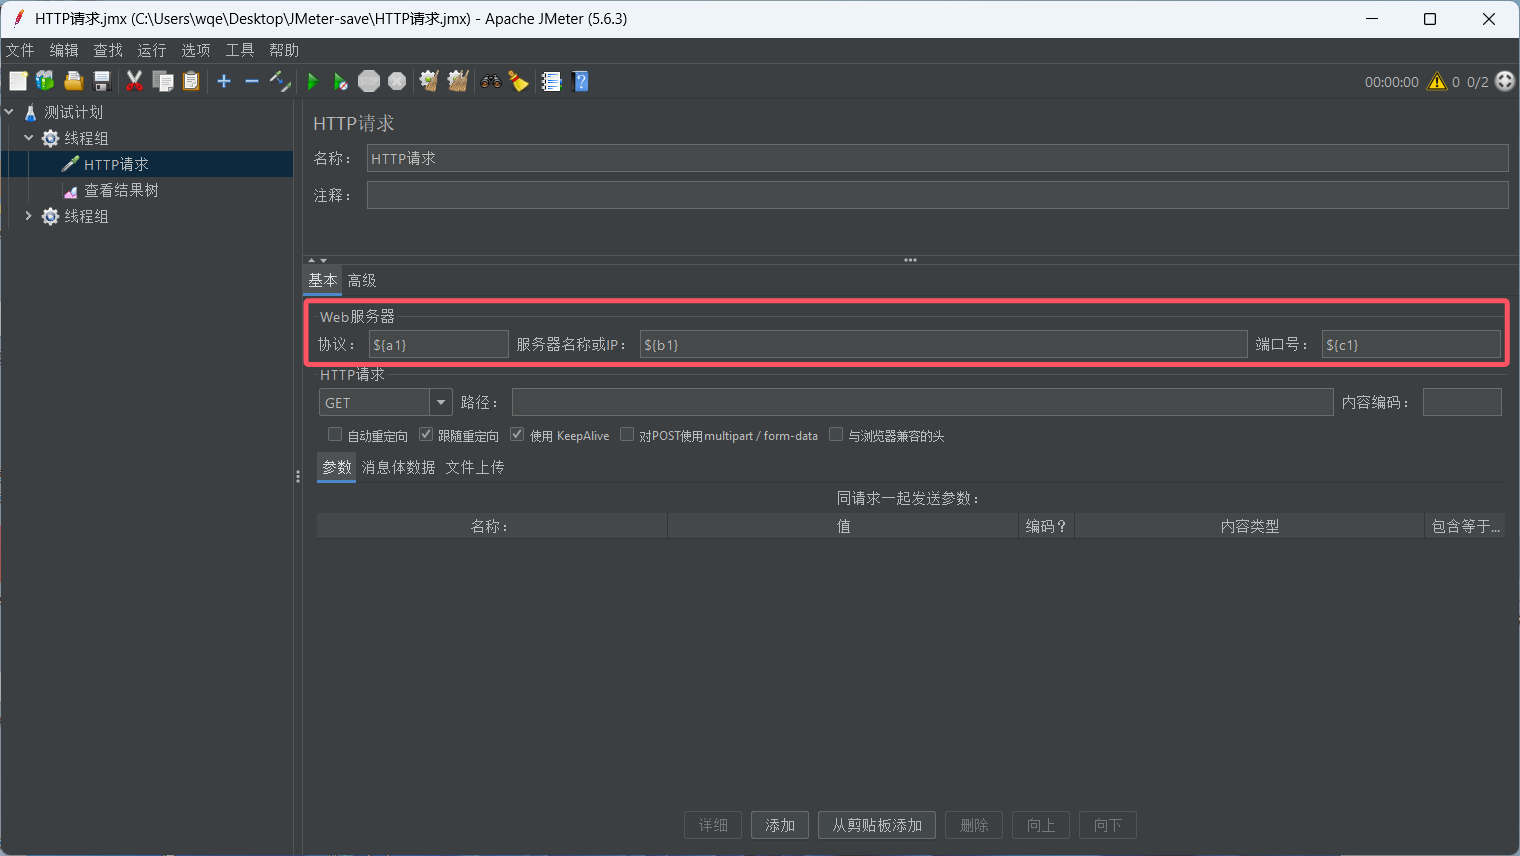 HTTP请求.jmx (C:\Users\wqe\Desktop\JMeter-save\HTTP请求.jmx) - Apache JMeter (5.6.3)
文件 编辑 查找 运行 选项 工具 帮助
00:00:00 0 0/2
测试计划
线程组
HTTP请求
查看结果树
线程组
HTTP请求
名称： HTTP请求
注释：
基本 高级
Web服务器
协议： ${a1} 服务器名称或IP： ${b1} 端口号： ${c1}
HTTP请求
GET 路径： 内容编码：
自动重定向 跟随重定向 使用 KeepAlive 对POST使用multipart / form-data 与浏览器兼容的头
参数 消息体数据 文件上传
同请求一起发送参数：
名称： 值 编码？ 内容类型 包含等于...
详细 添加 从剪贴板添加 删除 向上 向下